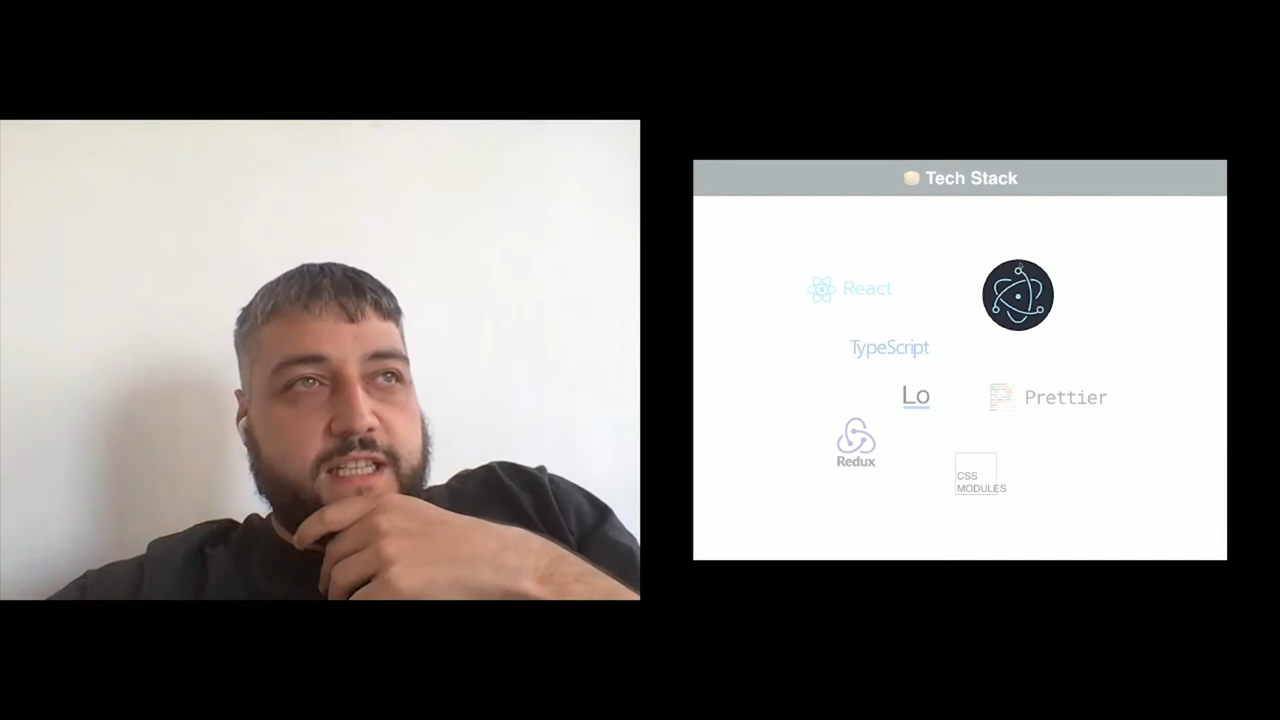 Tech Stack
React
TypeScript
Lo
Prettier
Redux
CSS
MODULES